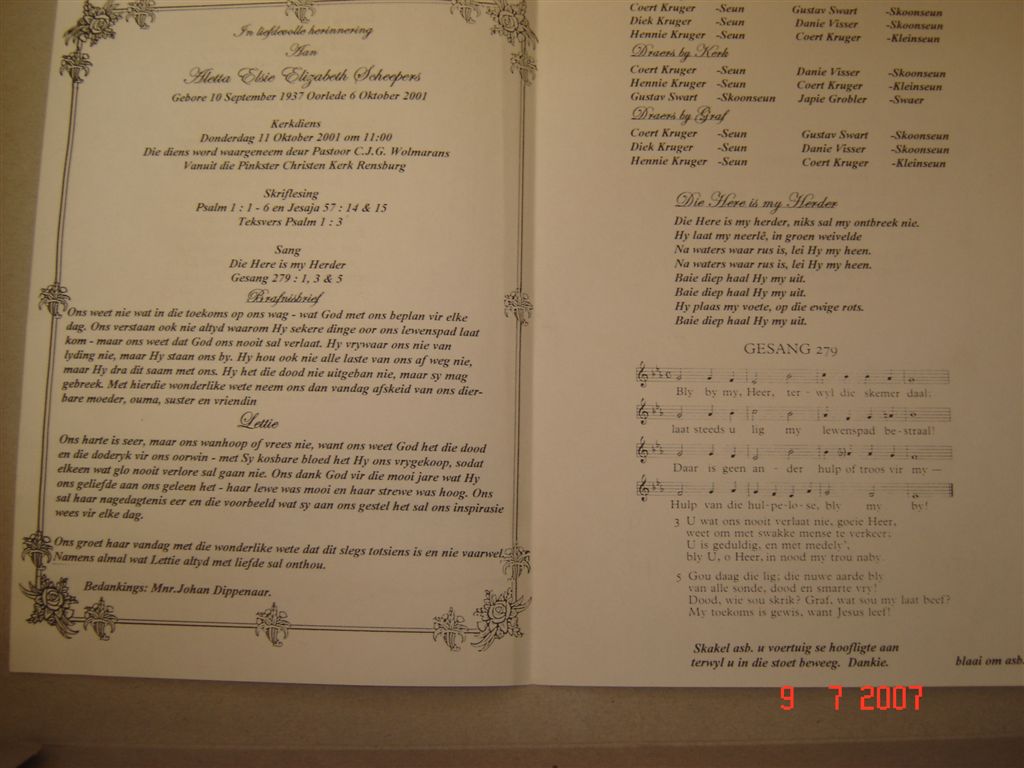 In liefdevolle herinnering
Aan
Aletta Elsie Elizabeth Scheepers
Gebore 10 September 1937 Oorlede 6 Oktober 2001
Kerkdiens
Donderdag 11 Oktober 2001 om 11:00
Die diens word waargeneem deur Pastoor C.J.G. Wolmarans
Vanuit die Pinkster Christen Kerk Rensburg
Skriflesing
Psalm 1 : 1 - 6 en Jesaja 57 : 14 & 15
Teksvers Psalm 1 : 3
Sang
Die Here is my Herder
Gesang 279 : 1, 3 & 5
Brafnisbrief
Ons weet nie wat in die toekoms op ons wag - wat God met ons beplan vir elke
dag. Ons verstaan ook nie altyd waarom Hy sekere dinge oor ons lewenspad laat
kom - maar ons weet dat God ons nooit sal verlaat. Hy vrywaar ons nie van
lyding nie, maar Hy staan ons by. Hy hou ook nie alle laste van ons af weg nie,
maar Hy dra dit saam met ons. Hy het die dood nie uitgeban nie, maar sy mag
gebreek. Met hierdie wonderlike wete neem ons dan vandag afskeid van ons dier-
bare moeder, ouma, suster en vriendin
Lettie
Ons harte is seer, maar ons wanhoop of vrees nie, want ons weet God het die dood
en die doderyk vir ons oorwin - met Sy kosbare bloed het Hy ons vrygekoop, sodat
elkeen wat glo nooit verlore sal gaan nie. Ons dank God vir die mooi jare wat Hy
ons geliefde aan ons geleen het - haar lewe was mooi en haar strewe was hoog. Ons
sal haar nagedagtenis eer en die voorbeeld wat sy aan ons gestel het sal ons inspirasie
wees vir elke dag.
Ons groet haar vandag met die wonderlike wete dat dit slegs totsiens is en nie vaarwel.
Namens almal wat Lettie altyd met liefde sal onthou.
Bedankings: Mnr.Johan Dippenaar.
Coert Kruger -Seun Gustav Swart -Skoonseun
Diek Kruger -Seun Danie Visser -Skoonseun
Hennie Kruger -Seun Coert Kruger -Kleinseun
Draers by Kerk
Coert Kruger -Seun Danie Visser -Skoonseun
Hennie Kruger -Seun Coert Kruger -Kleinseun
Gustav Swart -Skoonseun Japie Grobler -Swaer
Draers by Graf
Coert Kruger -Seun Gustav Swart -Skoonseun
Diek Kruger -Seun Danie Visser -Skoonseun
Hennie Kruger -Seun Coert Kruger -Kleinseun
Die Here is my Herder
Die Here is my herder, niks sal my ontbreek nie.
Hy laat my neerlê, in groen weivelde
Na waters waar rus is, lei Hy my heen.
Na waters waar rus is, lei Hy my heen.
Baie diep haal Hy my uit.
Baie diep haal Hy my uit.
Hy plaas my voete, op die ewige rots.
Baie diep haal Hy my uit.
GESANG 279
Bly by my, Heer, ter - wyl die skemer daal;
laat steeds u lig my lewenspad be - straal!
Daar is geen an - der hulp of troos vir my —
Hulp van die hul - pe - lo - se, bly my by!
3 U wat ons nooit verlaat nie, goeie Heer,
weet om met swakke mense te verkeer;
U is geduldig, en met medely',
bly U, o Heer, in nood my trou naby.
5 Gou daag die lig; die nuwe aarde bly
van alle sonde, dood en smarte vry!
Dood, wie sou skrik? Graf, wat sou my laat beef?
My toekoms is gewis, want Jesus leef!
Skakel asb. u voertuig se hoofligte aan
terwyl u in die stoet beweeg. Dankie.
blaai om asb.
9 7 2007